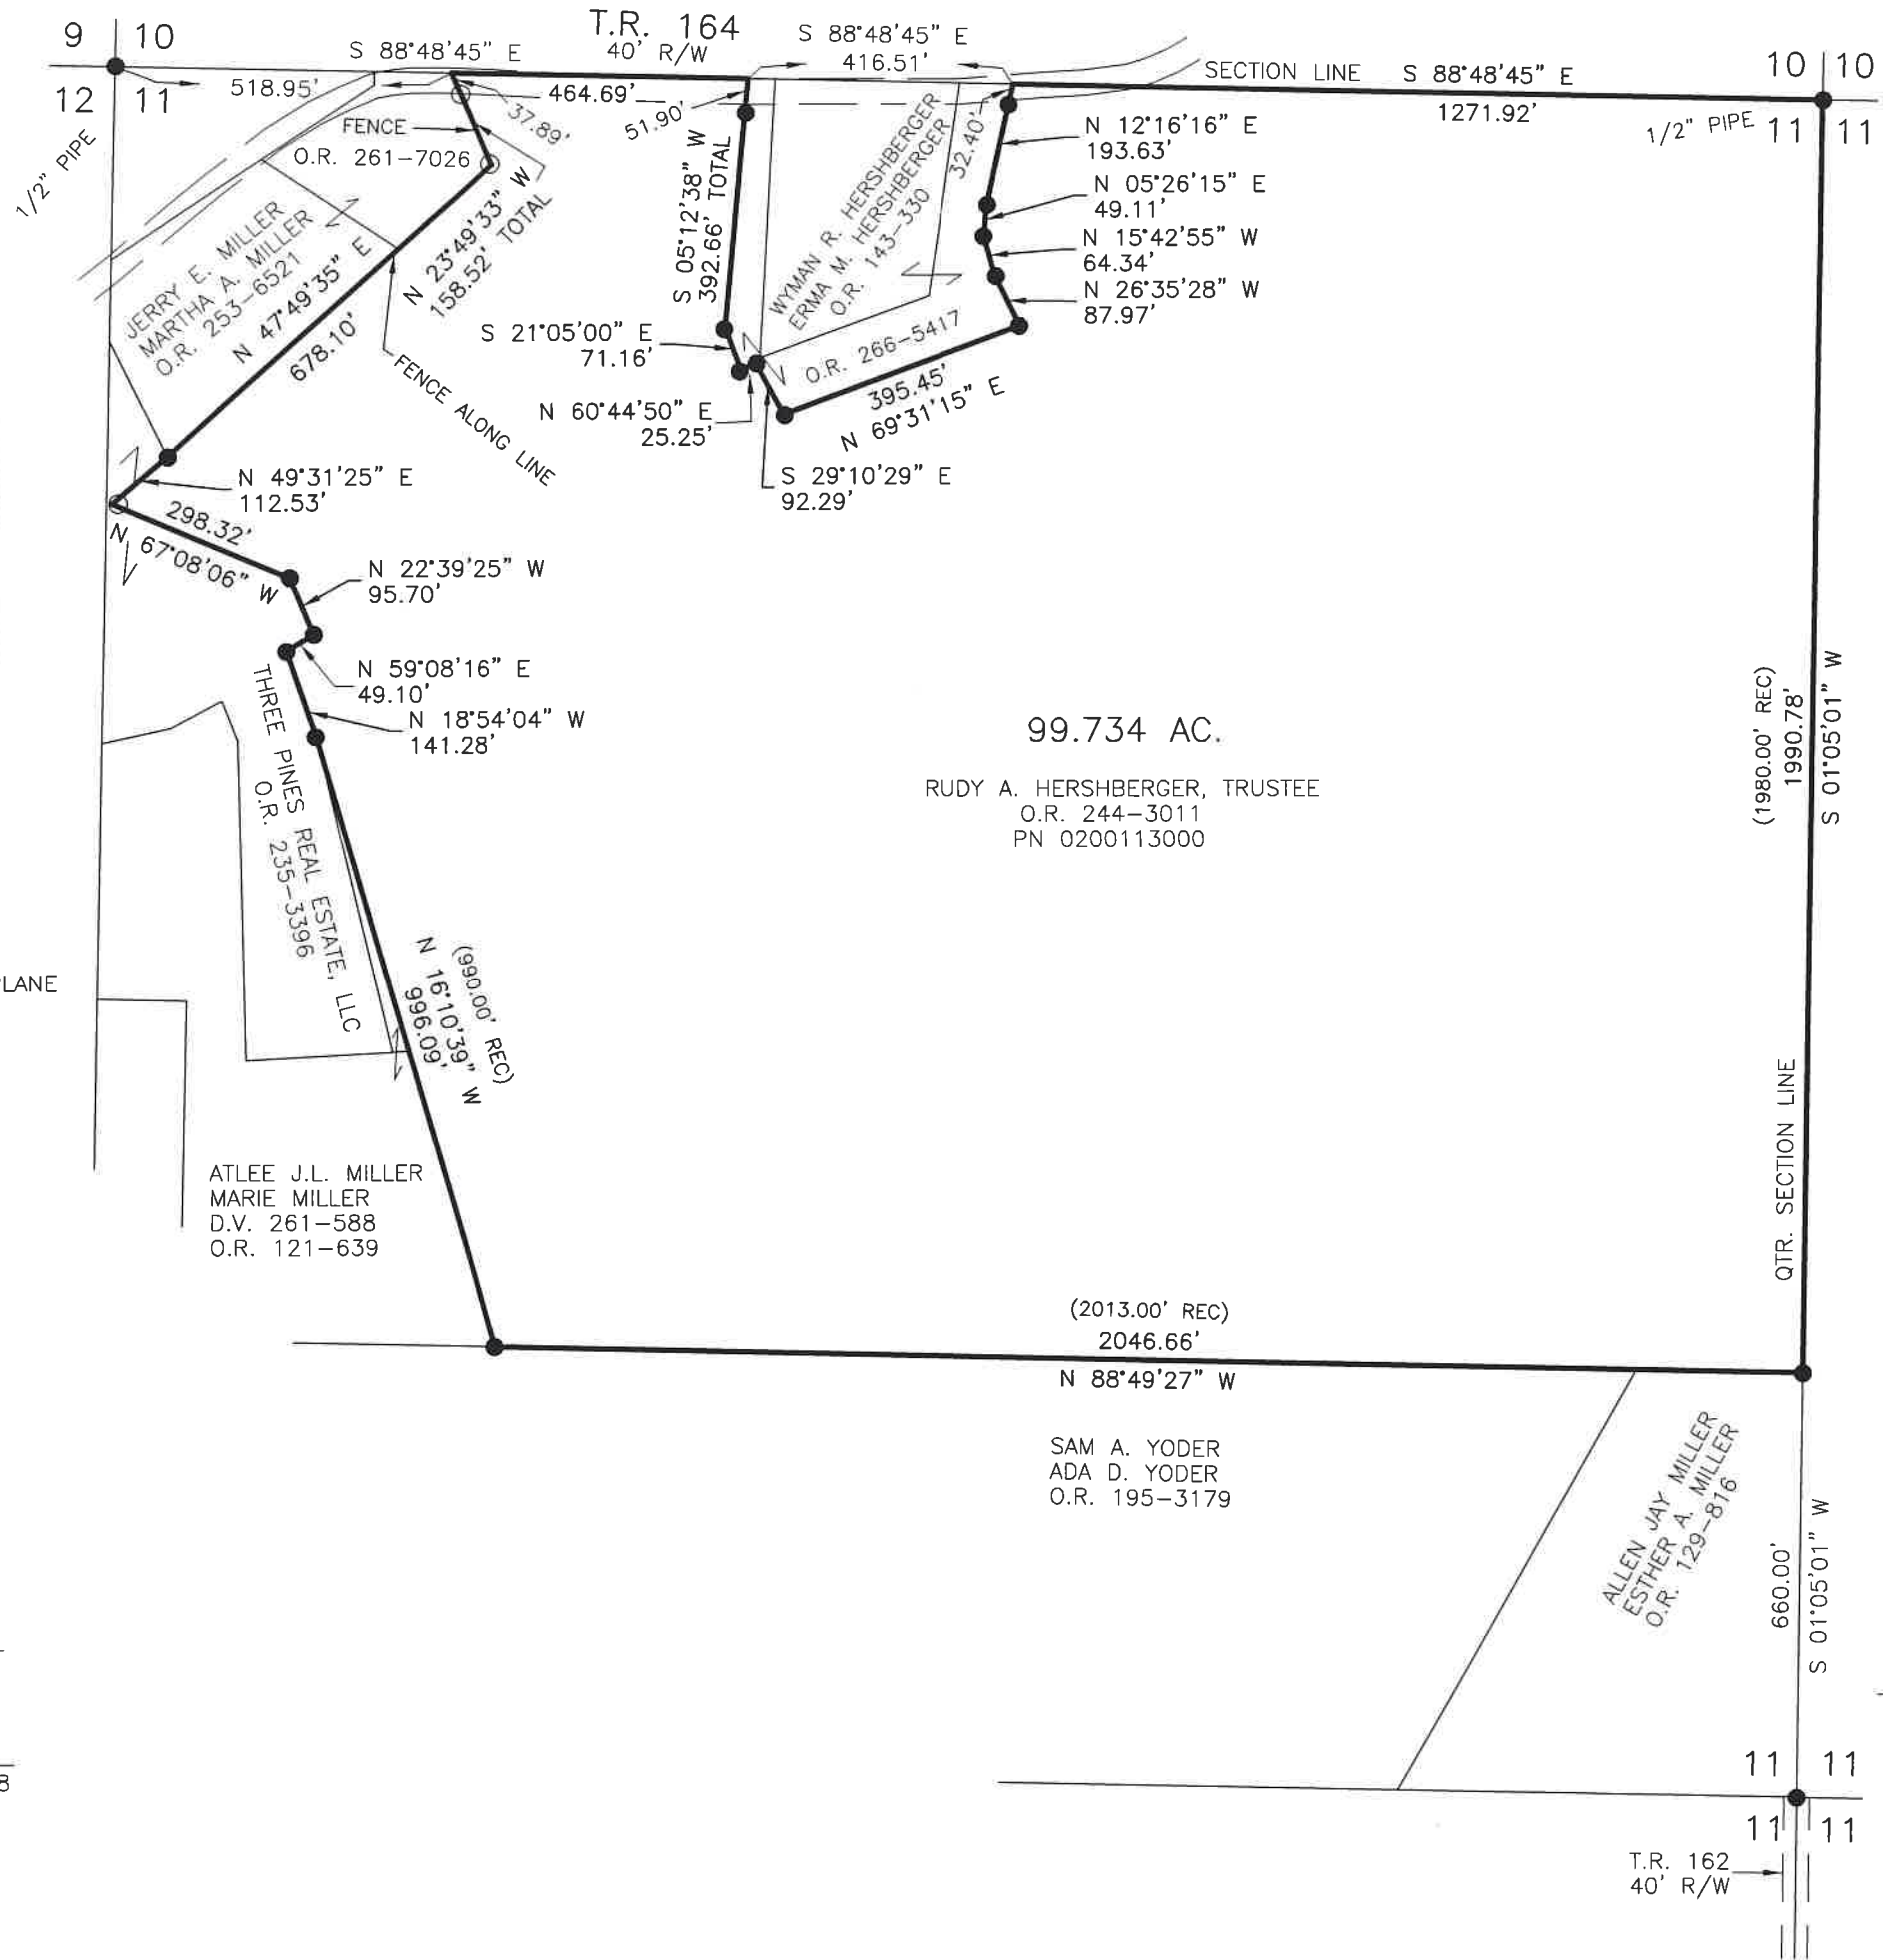 9 10
12 11
1/2" PIPE
S 88°48'45" E
518.95'
T.R. 164
40' R/W
464.69'
S 88°48'45" E
416.51'
SECTION LINE S 88°48'45" E
1271.92'
10 10
11 11
1/2" PIPE
FENCE
O.R. 261-7026
37.89'
N 23°49'33" W
158.52' TOTAL
51.90'
S 05°12'38" W
392.66' TOTAL
WYMAN R. HERSHBERGER
ERMA M. HERSHBERGER
O.R. 143-330
32.40'
N 12°16'16" E
193.63'
N 05°26'15" E
49.11'
N 15°42'55" W
64.34'
N 26°35'28" W
87.97'
JERRY E. MILLER
MARTHA A. MILLER
O.R. 253-6521
N 47°49'35" E
678.10'
FENCE ALONG LINE
S 21°05'00" E
71.16'
N 60°44'50" E
25.25'
O.R. 266-5417
395.45'
N 69°31'15" E
S 29°10'29" E
92.29'
N 49°31'25" E
112.53'
298.32'
N 67°08'06" W
N 22°39'25" W
95.70'
N 59°08'16" E
49.10'
N 18°54'04" W
141.28'
THREE PINES REAL ESTATE, LLC
O.R. 235-3396
99.734 AC.
RUDY A. HERSHBERGER, TRUSTEE
O.R. 244-3011
PN 0200113000
(1980.00' REC)
1990.78'
S 01°05'01" W
(990.00' REC)
N 16°10'39" W
996.09'
LANE
QTR. SECTION LINE
ATLEE J.L. MILLER
MARIE MILLER
D.V. 261-588
O.R. 121-639
(2013.00' REC)
2046.66'
N 88°49'27" W
SAM A. YODER
ADA D. YODER
O.R. 195-3179
ALLEN JAY MILLER
ESTHER A. MILLER
O.R. 129-816
660.00'
S 01°05'01" W
8
11 11
11 11
T.R. 162
40' R/W